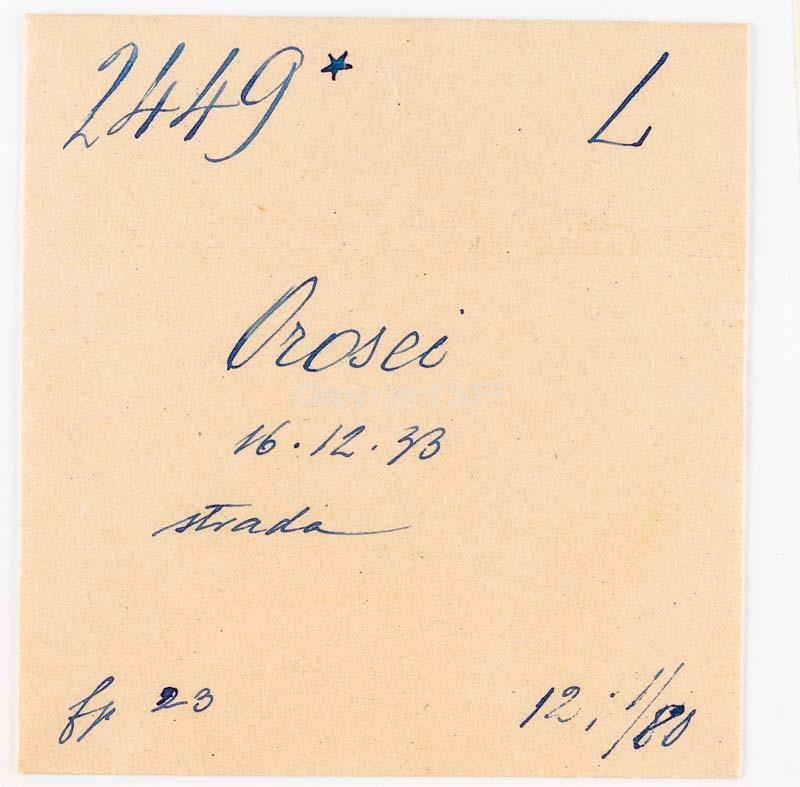 2449* L
Orosei
16.12.33
strada
fp 23 12; 1/80